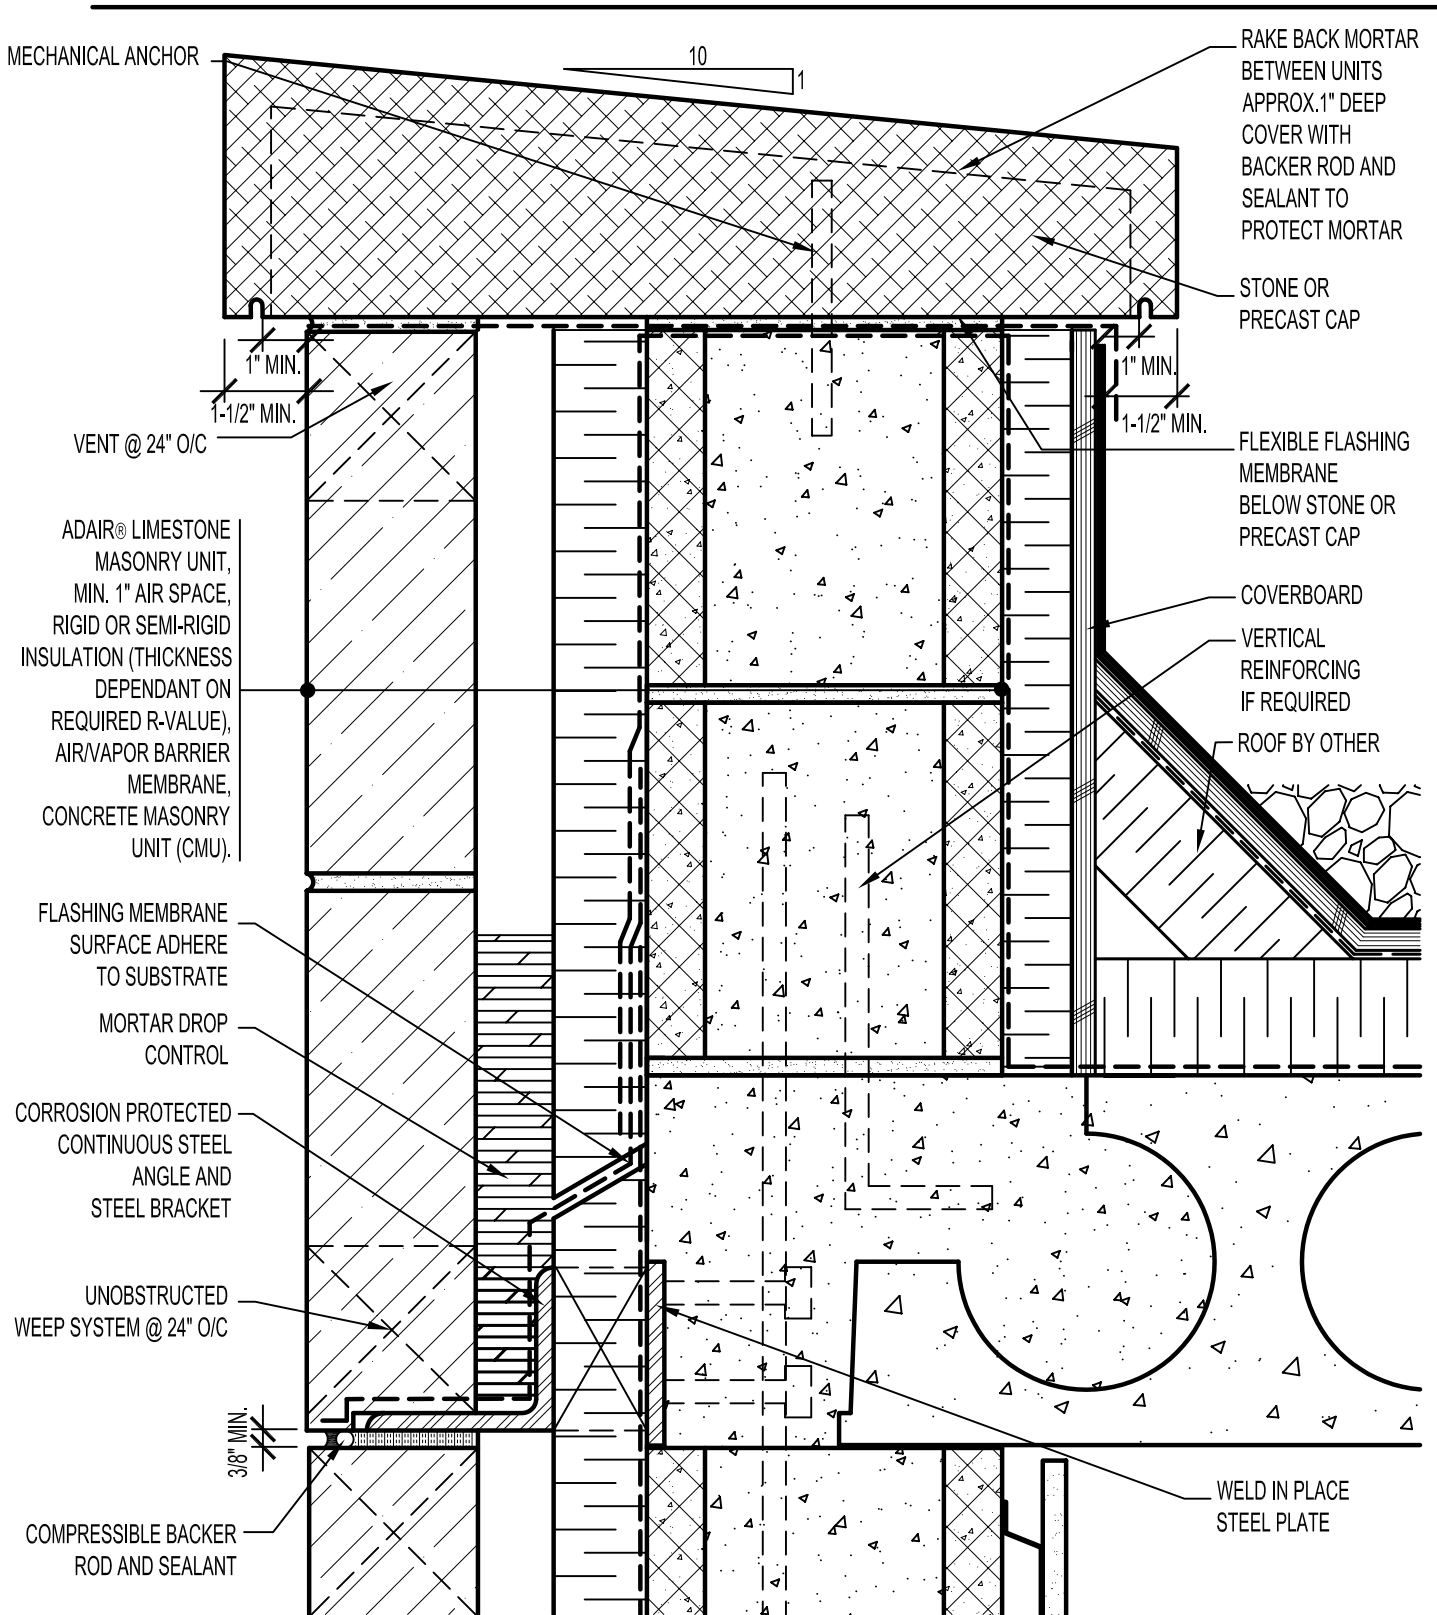 MECHANICAL ANCHOR
10
1
RAKE BACK MORTAR
BETWEEN UNITS
APPROX.1" DEEP
COVER WITH
BACKER ROD AND
SEALANT TO
PROTECT MORTAR
STONE OR
PRECAST CAP
1" MIN.
1-1/2" MIN.
1" MIN.
1-1/2" MIN.
VENT @ 24" O/C
FLEXIBLE FLASHING
MEMBRANE
BELOW STONE OR
PRECAST CAP
ADAIR® LIMESTONE
MASONRY UNIT,
MIN. 1" AIR SPACE,
RIGID OR SEMI-RIGID
INSULATION (THICKNESS
DEPENDANT ON
REQUIRED R-VALUE),
AIR/VAPOR BARRIER
MEMBRANE,
CONCRETE MASONRY
UNIT (CMU).
COVERBOARD
VERTICAL
REINFORCING
IF REQUIRED
ROOF BY OTHER
FLASHING MEMBRANE
SURFACE ADHERE
TO SUBSTRATE
MORTAR DROP
CONTROL
CORROSION PROTECTED
CONTINUOUS STEEL
ANGLE AND
STEEL BRACKET
UNOBSTRUCTED
WEEP SYSTEM @ 24" O/C
3/8" MIN.
COMPRESSIBLE BACKER
ROD AND SEALANT
WELD IN PLACE
STEEL PLATE